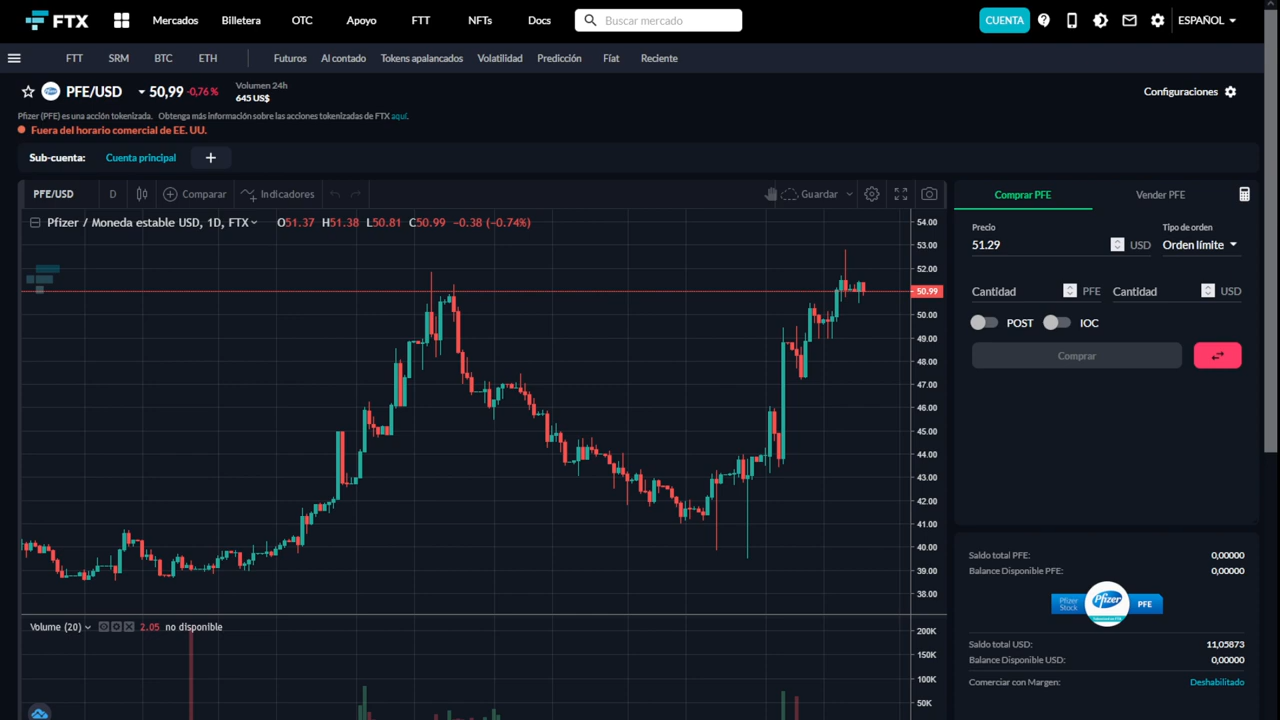 FTX Mercados Billetera OTC Apoyo FTT NFTs Docs Buscar mercado CUENTA ESPAÑOL
FTT SRM BTC ETH Futuros Al contado Tokens apalancados Volatilidad Predicción Fiat Reciente
PFE/USD 50,99 -0,76 % Volumen 24h
645 US$
Configuraciones
Pfizer (PFE) es una acción tokenizada. Obtenga más información sobre las acciones tokenizadas de FTX aquí.
Fuera del horario comercial de EE. UU.
Sub-cuenta: Cuenta principal +
PFE/USD D Comparar Indicadores Guardar
Pfizer / Moneda estable USD, 1D, FTX O51.37 H51.38 L50.81 C50.99 −0.38 (−0.74%)
54.00
53.00
52.00
50.99
50.00
49.00
48.00
47.00
46.00
45.00
44.00
43.00
42.00
41.00
40.00
39.00
38.00
Volume (20) 2.05 no disponible
200K
150K
100K
50K
Comprar PFE Vender PFE
Precio Tipo de orden
51.29 USD Orden límite
Cantidad PFE Cantidad USD
POST IOC
Comprar
Saldo total PFE: 0,00000
Balance Disponible PFE: 0,00000
Pfizer Stock Pfizer PFE
Saldo total USD: 11,05873
Balance Disponible USD: 0,00000
Comerciar con Margen: Deshabilitado